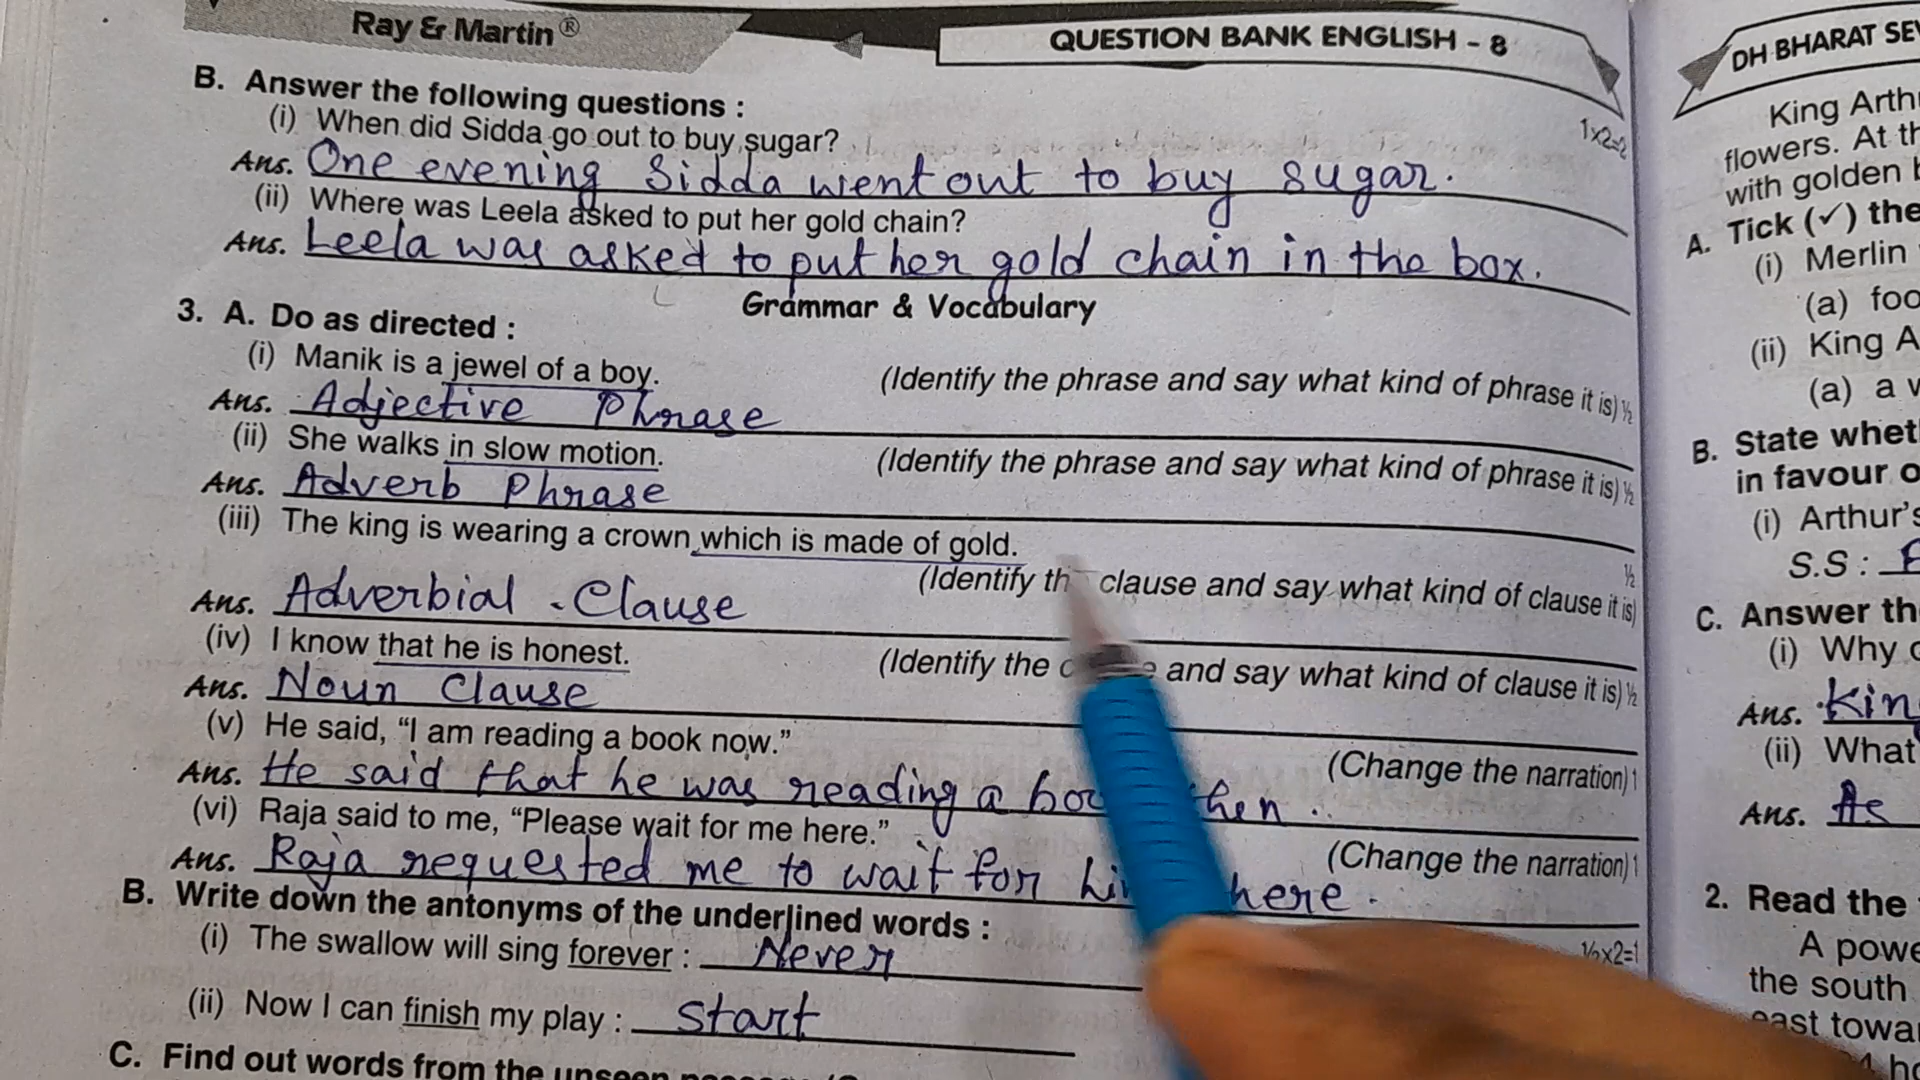 Ray & Martin®
QUESTION BANK ENGLISH - 8
B. Answer the following questions :
(i) When did Sidda go out to buy sugar?
1×2=2
Ans. One evening Sidda went out to buy sugar.
(ii) Where was Leela asked to put her gold chain?
Ans. Leela was asked to put her gold chain in the box.
Grammar & Vocabulary
3. A. Do as directed :
(i) Manik is a jewel of a boy. (Identify the phrase and say what kind of phrase it is) ½
Ans. Adjective Phrase
(ii) She walks in slow motion. (Identify the phrase and say what kind of phrase it is) ½
Ans. Adverb Phrase
(iii) The king is wearing a crown which is made of gold.
½
(Identify the clause and say what kind of clause it is)
Ans. Adverbial - Clause
(iv) I know that he is honest. (Identify the and say what kind of clause it is) ½
Ans. Noun Clause
(v) He said, “I am reading a book now.”
(Change the narration) 1
Ans. He said that he was reading a then.
(vi) Raja said to me, “Please wait for me here.”
(Change the narration) 1
Ans. Raja requested me to wait for here.
B. Write down the antonyms of the underlined words :
½×2=1
(i) The swallow will sing forever : Never
(ii) Now I can finish my play : Start
C. Find out words from the unseen
DH BHARAT
King
flowers. At
with golden
A. Tick (✓) the
(i) Merlin
(a)
(ii) King
(a) a
B. State
in favour
(i) Arthur's
S.S :
C. Answer
(i) Why
Ans.
(ii) What
Ans. As
2. Read the
A
the south
east